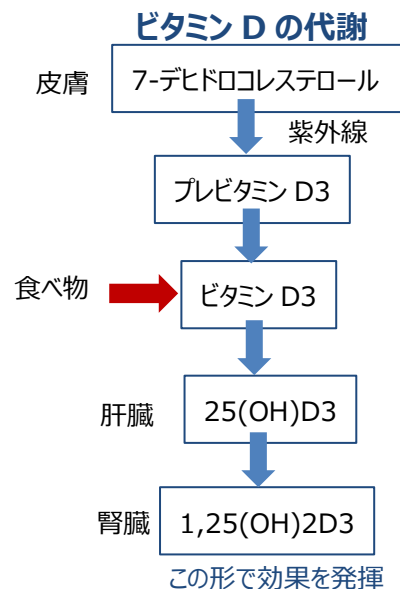 ビタミン D の代謝
皮膚 7-デヒドロコレステロール
紫外線
プレビタミン D3
食べ物 ビタミン D3
肝臓 25(OH)D3
腎臓 1,25(OH)2D3
この形で効果を発揮